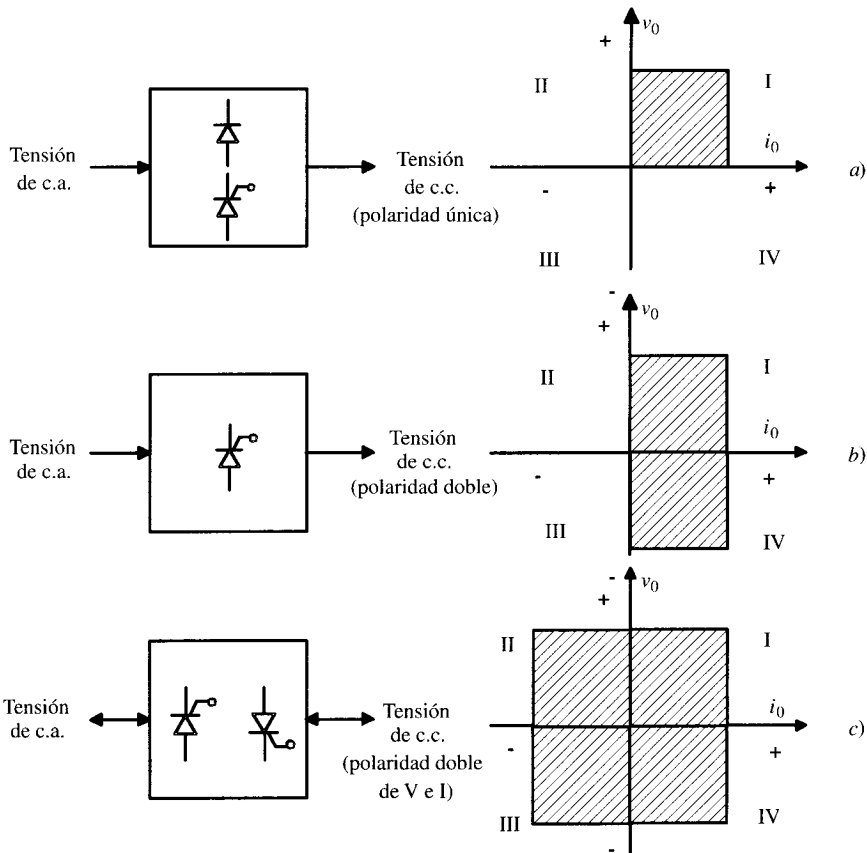 v0
+
II
I
Tensión
de c.a.
Tensión
de c.c.
(polaridad única)
i0
-
+
a)
III
IV
-
v0
+
II
I
Tensión
de c.a.
Tensión
de c.c.
(polaridad doble)
i0
-
+
b)
III
IV
-
v0
+
II
I
Tensión
de c.a.
Tensión
de c.c.
(polaridad doble
de V e I)
i0
-
+
c)
III
IV
-